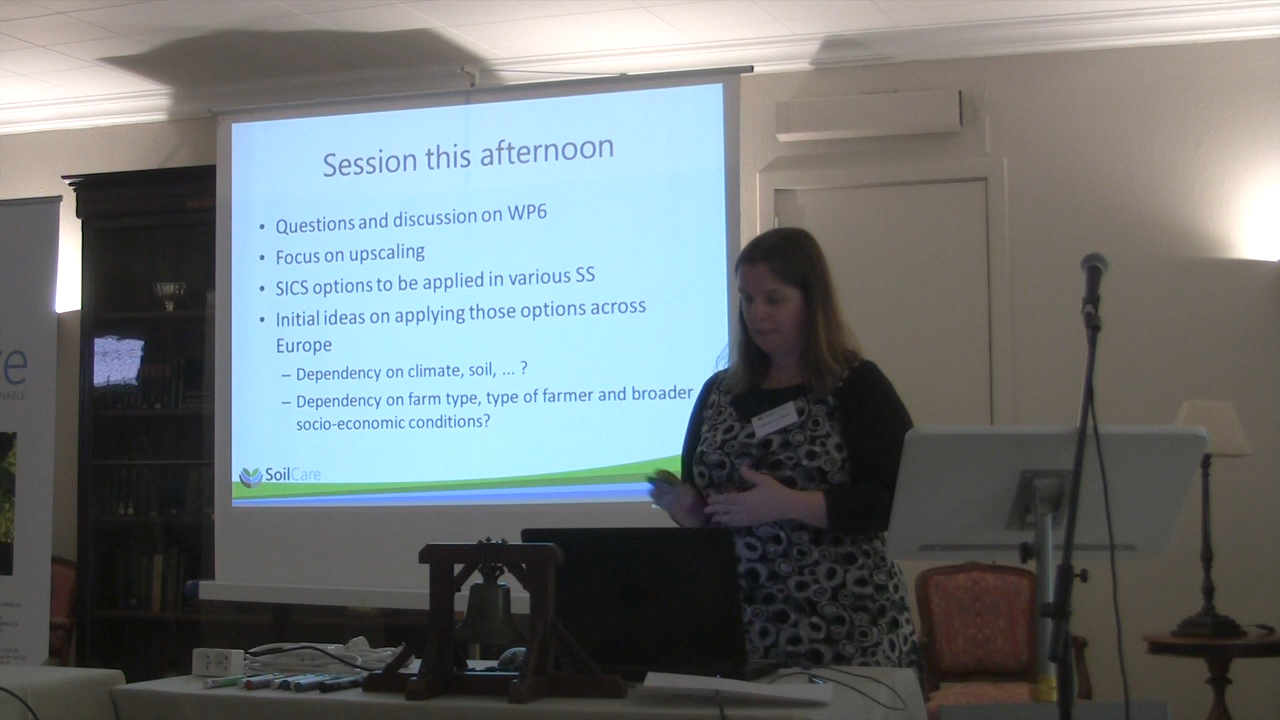 Session this afternoon
• Questions and discussion on WP6
• Focus on upscaling
• SICS options to be applied in various SS
• Initial ideas on applying those options across
Europe
– Dependency on climate, soil, ... ?
– Dependency on farm type, type of farmer and broader
socio-economic conditions?
SoilCare
re
NABLE